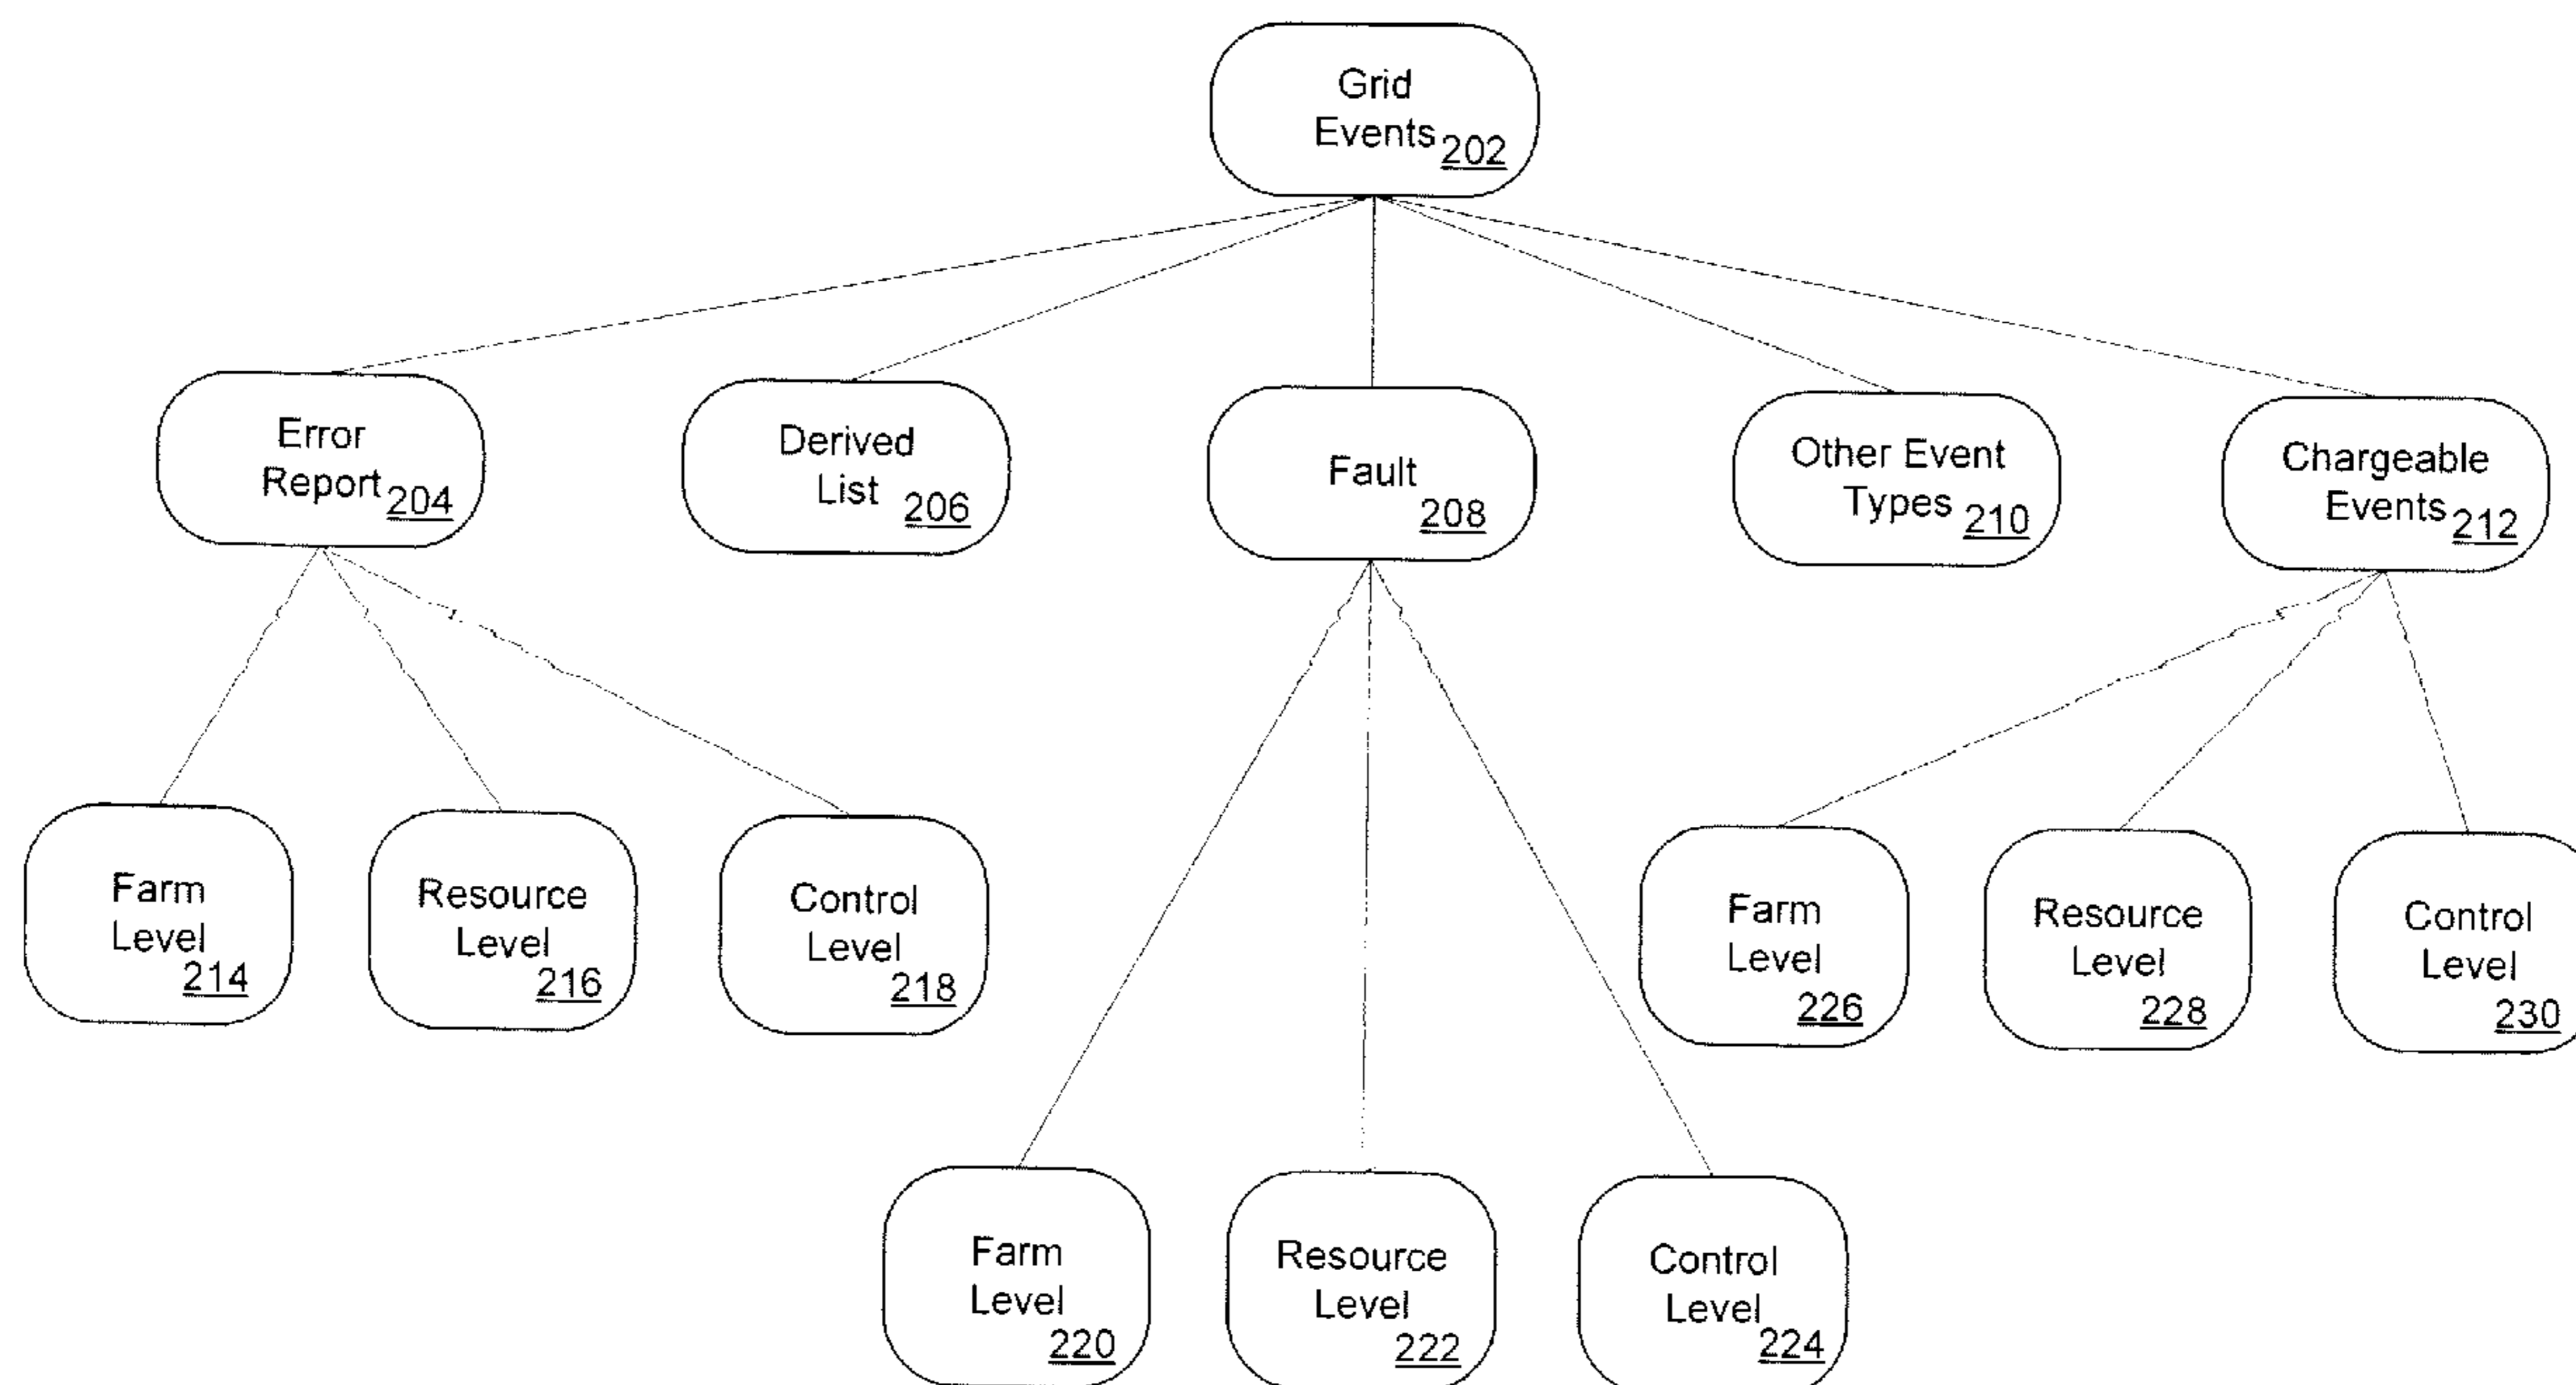 Grid
Events 202
Error
Report 204
Derived
List 206
Fault
208
Other Event
Types 210
Chargeable
Events 212
Farm
Level
214
Resource
Level
216
Control
Level
218
Farm
Level
226
Resource
Level
228
Control
Level
230
Farm
Level
220
Resource
Level
222
Control
Level
224